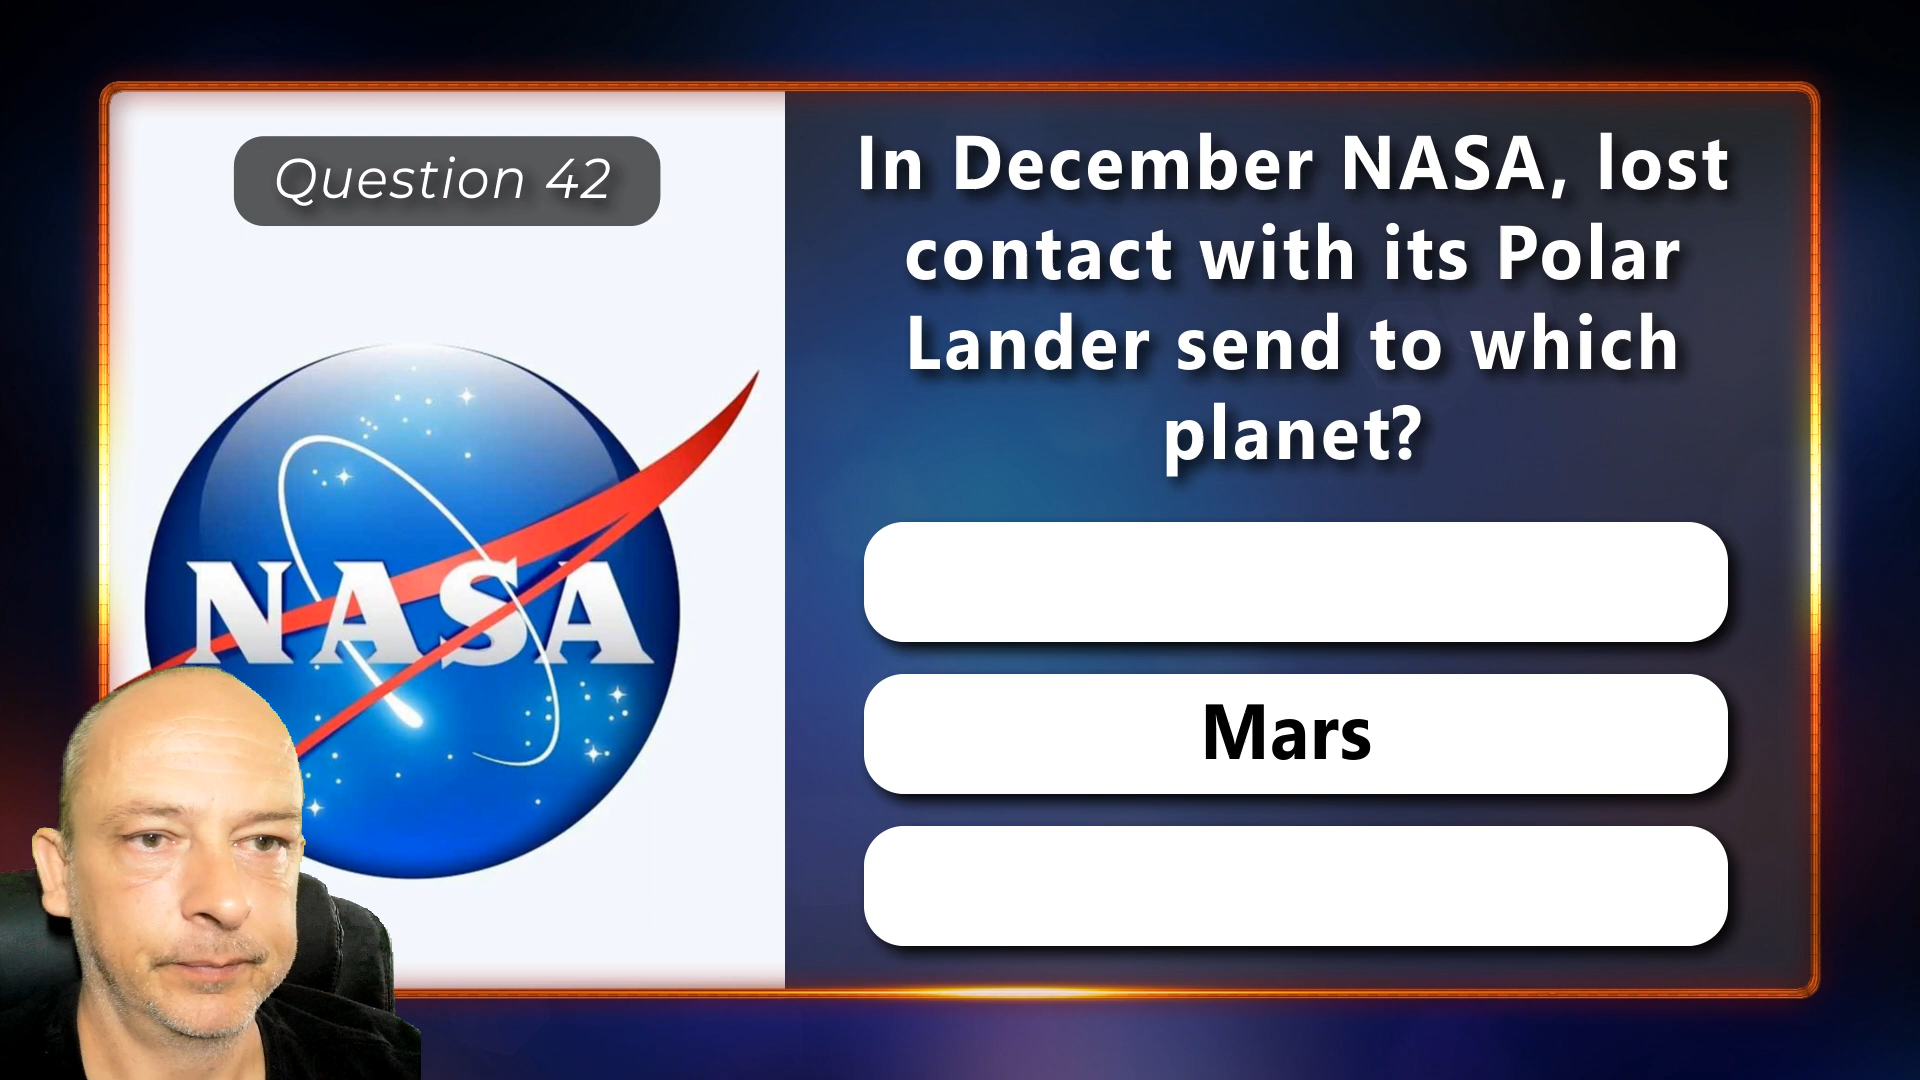 Question 42
In December NASA, lost
contact with its Polar
Lander send to which
planet?
NASA
Mars